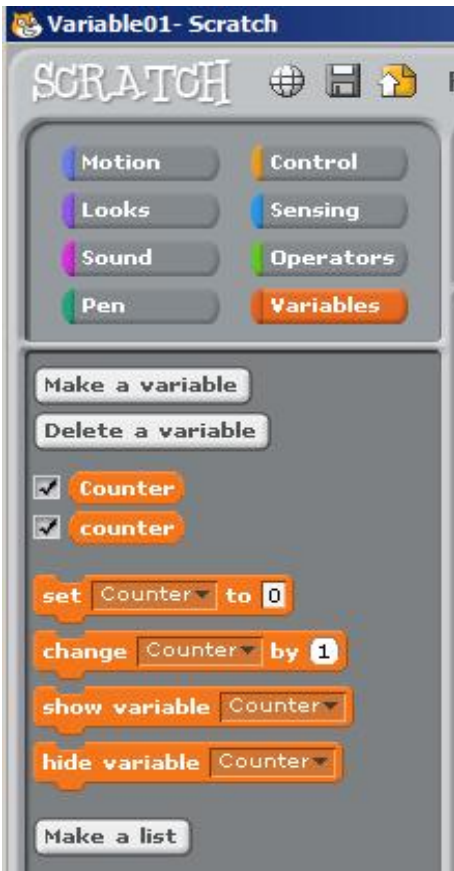 Variable01- Scratch
SCRATCH
Motion Control
Looks Sensing
Sound Operators
Pen Variables
Make a variable
Delete a variable
Counter
counter
set Counter to 0
change Counter by 1
show variable Counter
hide variable Counter
Make a list